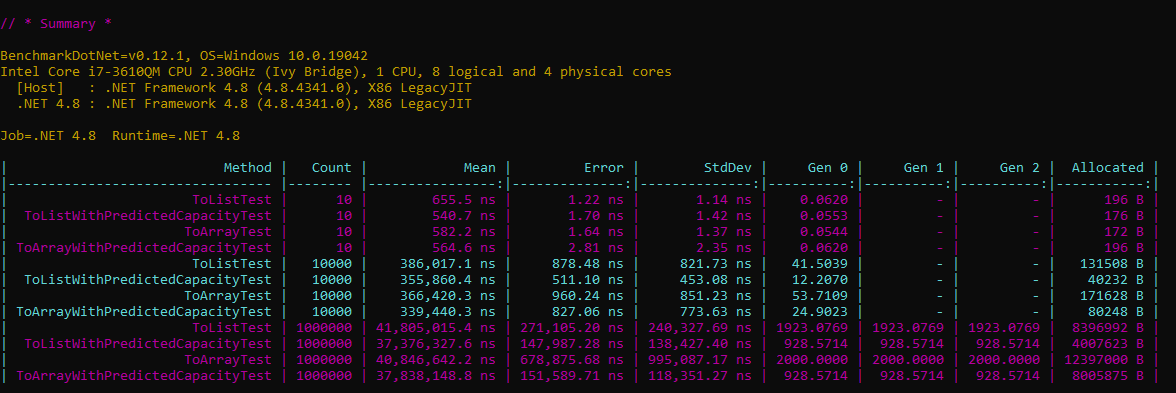 // * Summary *
BenchmarkDotNet=v0.12.1, OS=Windows 10.0.19042
Intel Core i7-3610QM CPU 2.30GHz (Ivy Bridge), 1 CPU, 8 logical and 4 physical cores
  [Host]   : .NET Framework 4.8 (4.8.4341.0), X86 LegacyJIT
  .NET 4.8 : .NET Framework 4.8 (4.8.4341.0), X86 LegacyJIT
Job=.NET 4.8  Runtime=.NET 4.8
|                           Method |   Count |            Mean |         Error |        StdDev |     Gen 0 |     Gen 1 |     Gen 2 |  Allocated |
|--------------------------------- |-------- |----------------:|--------------:|--------------:|----------:|----------:|----------:|-----------:|
|                       ToListTest |      10 |        655.5 ns |       1.22 ns |       1.14 ns |    0.0620 |         - |         - |      196 B |
|  ToListWithPredictedCapacityTest |      10 |        540.7 ns |       1.70 ns |       1.42 ns |    0.0553 |         - |         - |      176 B |
|                      ToArrayTest |      10 |        582.2 ns |       1.64 ns |       1.37 ns |    0.0544 |         - |         - |      172 B |
| ToArrayWithPredictedCapacityTest |      10 |        564.6 ns |       2.81 ns |       2.35 ns |    0.0620 |         - |         - |      196 B |
|                       ToListTest |   10000 |    386,017.1 ns |     878.48 ns |     821.73 ns |   41.5039 |         - |         - |   131508 B |
|  ToListWithPredictedCapacityTest |   10000 |    355,860.4 ns |     511.10 ns |     453.08 ns |   12.2070 |         - |         - |    40232 B |
|                      ToArrayTest |   10000 |    366,420.3 ns |     960.24 ns |     851.23 ns |   53.7109 |         - |         - |   171628 B |
| ToArrayWithPredictedCapacityTest |   10000 |    339,440.3 ns |     827.06 ns |     773.63 ns |   24.9023 |         - |         - |    80248 B |
|                       ToListTest | 1000000 | 41,805,015.4 ns | 271,105.20 ns | 240,327.69 ns | 1923.0769 | 1923.0769 | 1923.0769 |  8396992 B |
|  ToListWithPredictedCapacityTest | 1000000 | 37,376,327.6 ns | 147,987.28 ns | 138,427.40 ns |  928.5714 |  928.5714 |  928.5714 |  4007623 B |
|                      ToArrayTest | 1000000 | 40,846,642.2 ns | 678,875.68 ns | 995,087.17 ns | 2000.0000 | 2000.0000 | 2000.0000 | 12397000 B |
| ToArrayWithPredictedCapacityTest | 1000000 | 37,838,148.8 ns | 151,589.71 ns | 118,351.27 ns |  928.5714 |  928.5714 |  928.5714 |  8005875 B |